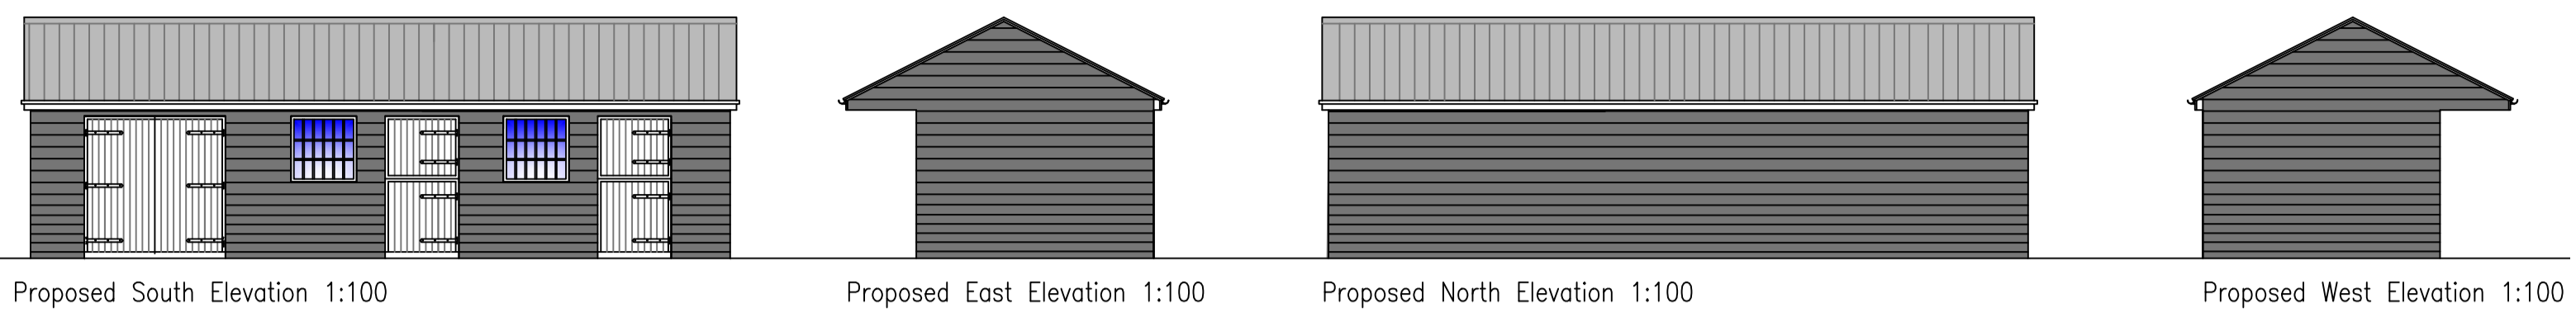 Proposed South Elevation 1:100
Proposed East Elevation 1:100
Proposed North Elevation 1:100
Proposed West Elevation 1:100